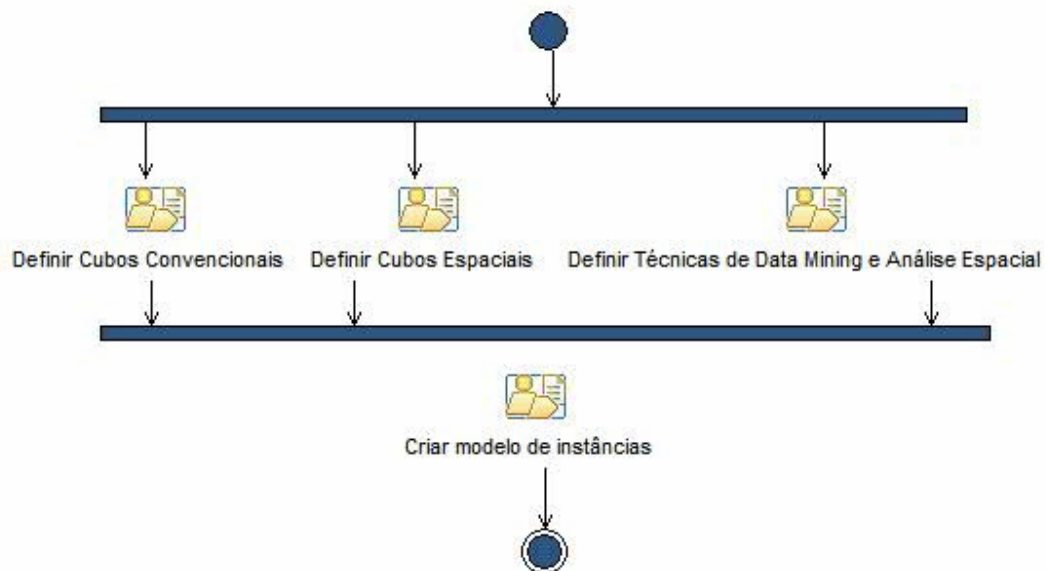 Definir Cubos Convencionais
Definir Cubos Espaciais
Definir Técnicas de Data Mining e Análise Espacial
Criar modelo de instâncias